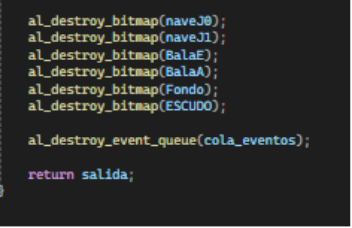 al_destroy_bitmap(naveJ0);
al_destroy_bitmap(naveJ1);
al_destroy_bitmap(BalaE);
al_destroy_bitmap(BalaA);
al_destroy_bitmap(Fondo);
al_destroy_bitmap(ESCUDO);
al_destroy_event_queue(cola_eventos);
return salida;
}